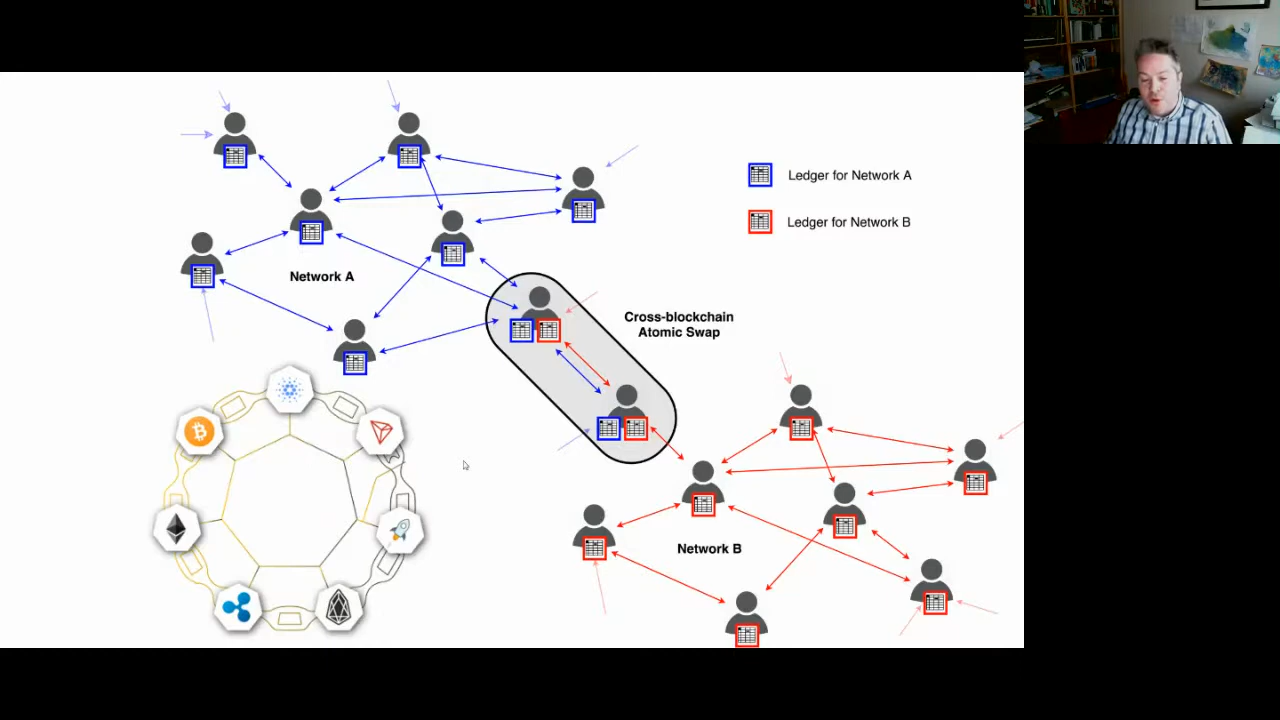 Ledger for Network A
Ledger for Network B
Network A
Cross-blockchain
Atomic Swap
Network B